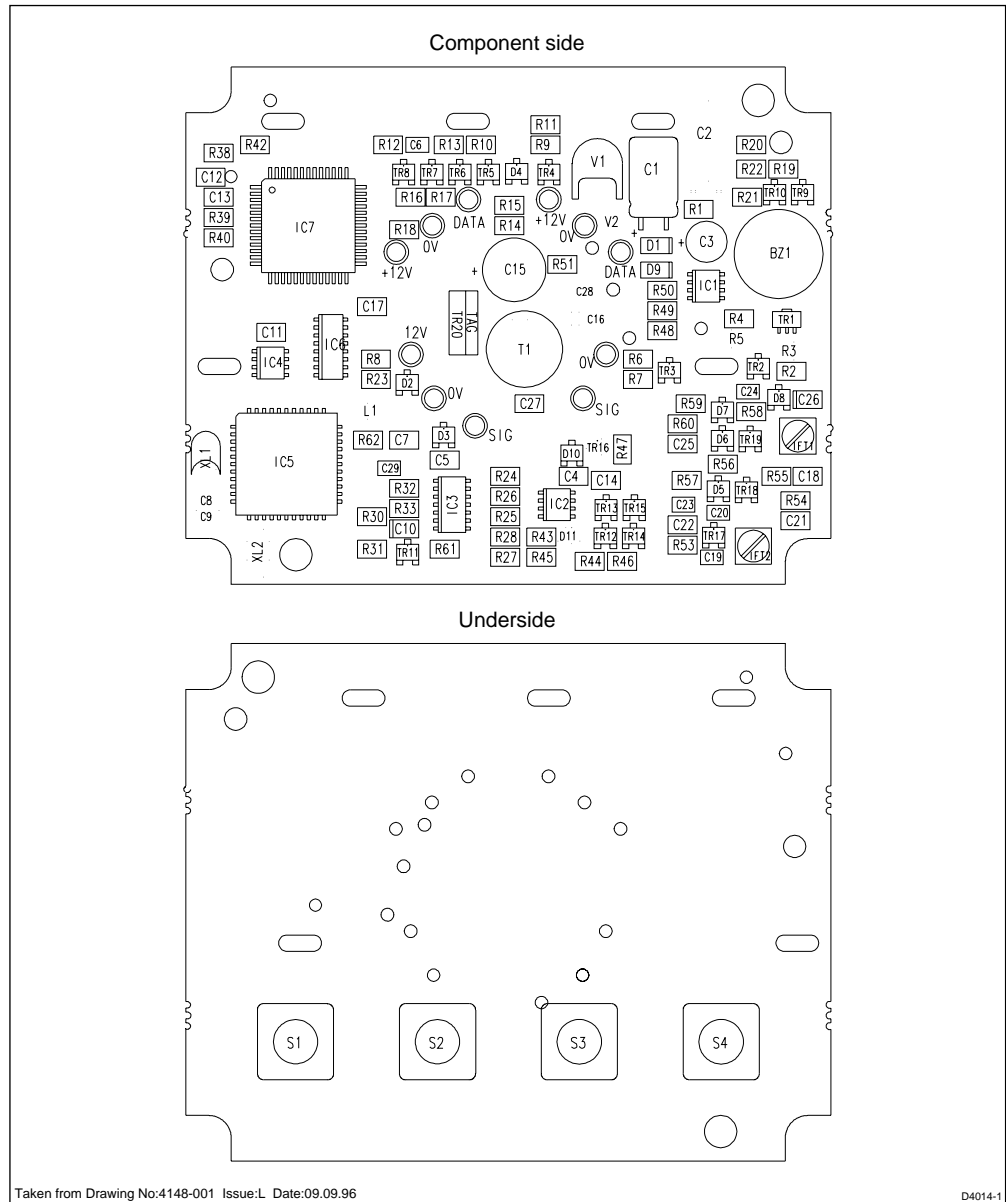 Component side
R11
R12 C6 R13 R10 R9
R42
R38
C12
C13
R39
R40
IC7
TR8 TR7 TR6 TR5 D4 TR4
R16 R17
DATA
R15
R14
+12V
R18
0V
+12V
V1
V2
0V
C1
C2
R20
R22 R19
R21 TR10 TR9
R1
+
D1
+
C3
BZ1
D9
DATA
IC1
R50
R49
R48
+
C15
R51
C28
C16
C17
TAG
TR20
T1
C11
IC4
IC6
12V
R8
R23 D2
0V
R6
R7
TR3
0V
R4
R5
TR1
R3
TR2
R2
C24 D8 C26
L1
0V
SIG
C27
SIG
R59
D7 R58
R60
C25
D6 TR19
IFT1
R56
XL1
IC5
R62 C7
D3
C5
C29
R32
R33
R30
C10
R31
TR11
IC3
R61
R24
R26
R25
R28
R27
D10
TR16
R47
C4
C14
IC2
TR13 TR15
R43
D11
TR12 TR14
R45
R44 R46
R57
D5 TR18
R55 C18
R54
C23
C20
C22
C21
R53
TR17
C19
IFT2
C8
C9
XL2
Underside
S1 S2 S3 S4
Taken from Drawing No:4148-001 Issue:L Date:09.09.96
D4014-1